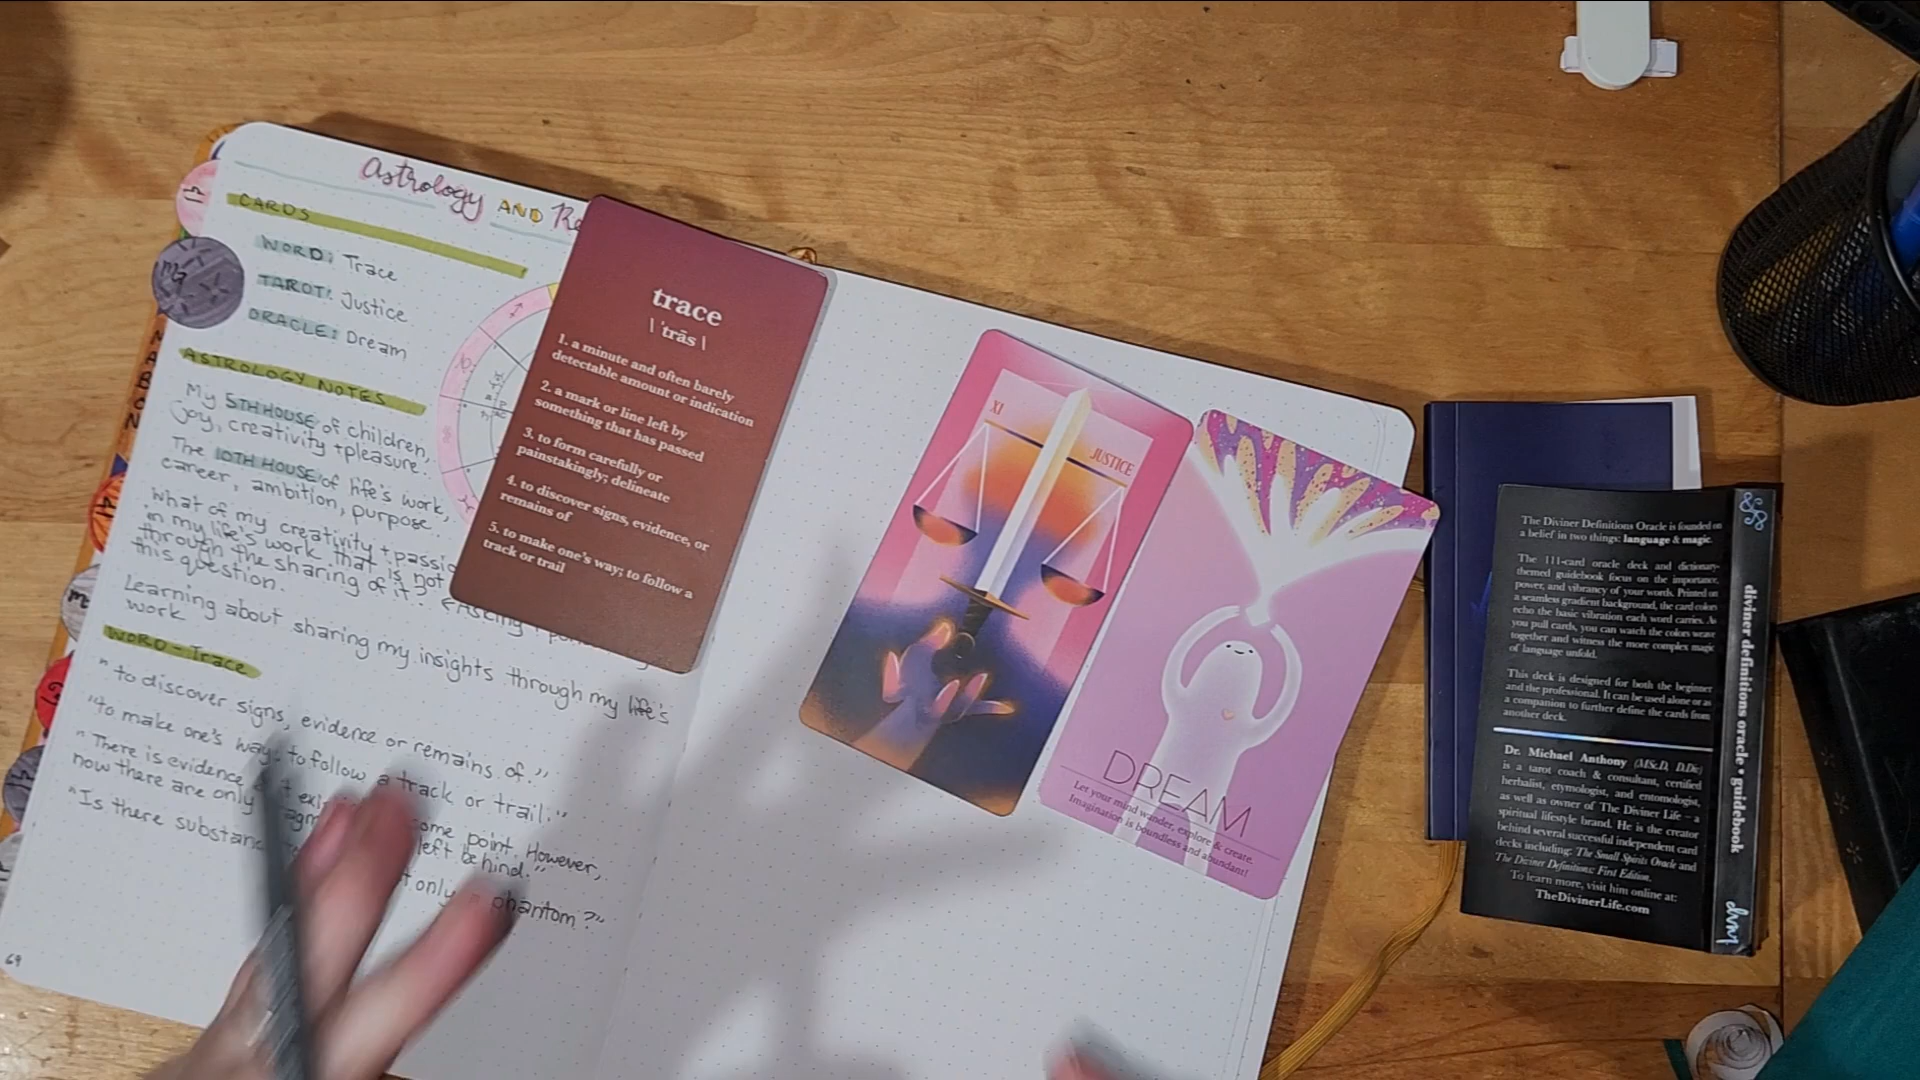 Astrology AND Re
CARDS
WORD: Trace
TAROT: Justice
ORACLE: Dream
ASTROLOGY NOTES
My 5TH HOUSE of children,
joy, creativity + pleasure.
The 10TH HOUSE of life's work,
career, ambition, purpose
What of my creativity + passio
in my life's work that is not
through the sharing of it?
this question.
Learning about sharing my insights through my life's
work
WORD - Trace
"to discover signs, evidence or remains of."
"to make one's way; to follow a track or trail."
"There is evidence some point However,
now there are only left behind."
"Is there substanc only phantom?"
69
MABON
trace
\ ˈtrās \
1. a minute and often barely
detectable amount or indication
2. a mark or line left by
something that has passed
3. to form carefully or
painstakingly; delineate
4. to discover signs, evidence, or
remains of
5. to make one's way; to follow a
track or trail
XI
JUSTICE
DREAM
Let your mind wander, explore & create.
Imagination is boundless and abundant!
The Diviner Definitions Oracle is founded on
a belief in two things: language & magic.
The 111-card oracle deck and dictionary-
themed guidebook focus on the importance,
power, and vibrancy of your words. Printed on
a seamless gradient background, the card colors
echo the basic vibration each word carries. As
you pull cards, you can watch the colors weave
together and witness the more complex magic
of language unfold.
This deck is designed for both the beginner
and the professional. It can be used alone or as
a companion to further define the cards from
another deck.
Dr. Michael Anthony (MSc.D, D.Div)
is a tarot coach & consultant, certified
herbalist, etymologist, and entomologist,
as well as owner of The Diviner Life – a
spiritual lifestyle brand. He is the creator
behind several successful independent card
decks including: The Small Spirits Oracle and
The Diviner Definitions: First Edition.
To learn more, visit him online at:
TheDivinerLife.com
diviner definitions oracle • guidebook